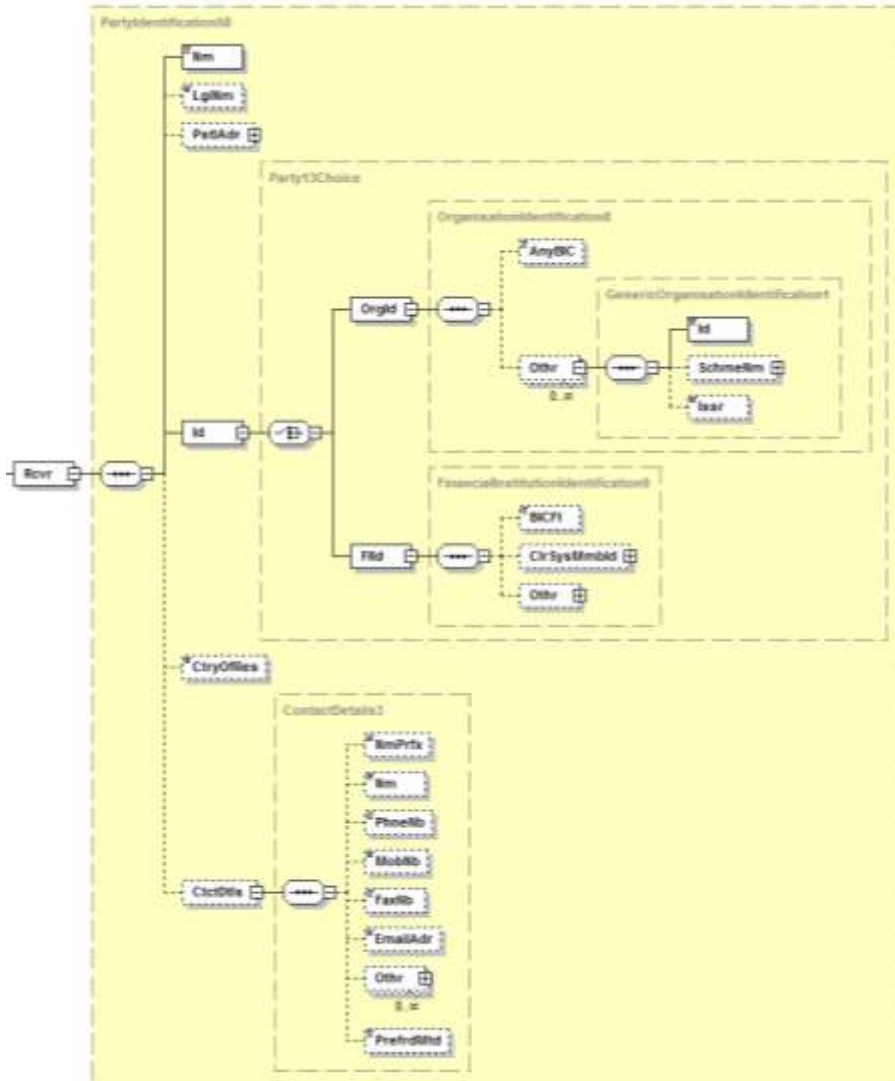 PartyIdentification58
Nm
LglNm
PstlAdr
Party13Choice
OrganisationIdentification8
AnyBIC
GenericOrganisationIdentification1
OrgId
Id
Othr
SchmeNm
0..∞
Issr
Id
Rcvr
FinancialInstitutionIdentification9
BICFI
FIId
ClrSysMmbId
Othr
CtryOfRes
ContactDetails3
NmPrfx
Nm
PhneNb
MobNb
CtctDtls
FaxNb
EmailAdr
Othr
0..∞
PrefrdMtd